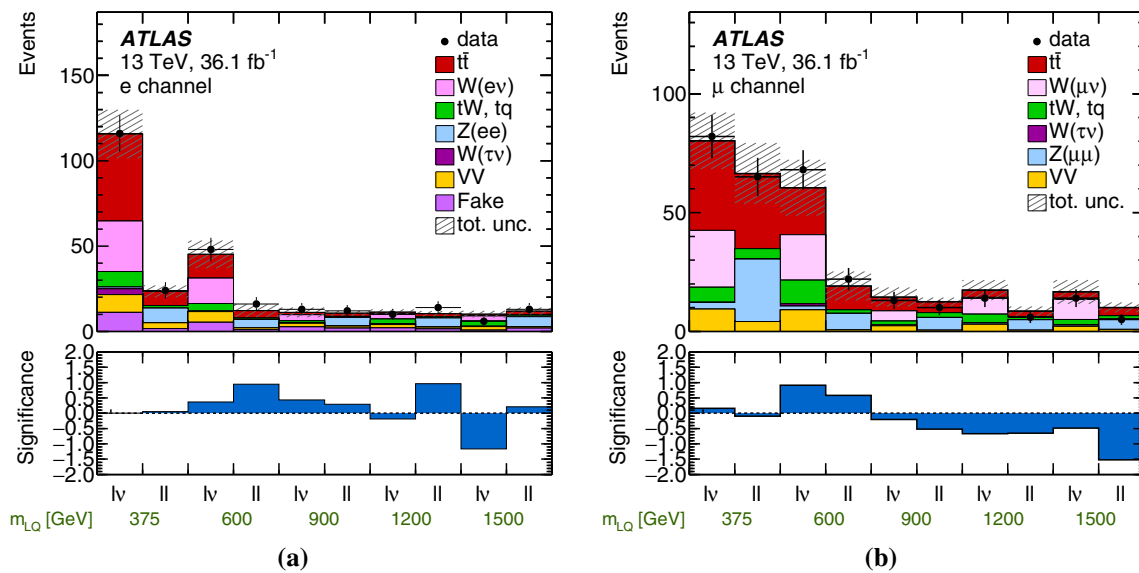 Events
150
100
50
0
ATLAS
13 TeV, 36.1 fb⁻¹
e channel
data
tt̄
W(eν)
tW, tq
Z(ee)
W(τν)
VV
Fake
tot. unc.
Significance
2.0
1.5
1.0
0.5
0.0
−0.5
−1.0
−1.5
−2.0
lν ll lν ll lν ll lν ll lν ll
m_LQ [GeV] 375 600 900 1200 1500
(a)
Events
100
50
0
ATLAS
13 TeV, 36.1 fb⁻¹
μ channel
data
tt̄
W(μν)
tW, tq
W(τν)
Z(μμ)
VV
tot. unc.
Significance
2.0
1.5
1.0
0.5
0.0
−0.5
−1.0
−1.5
−2.0
lν ll lν ll lν ll lν ll lν ll
m_LQ [GeV] 375 600 900 1200 1500
(b)